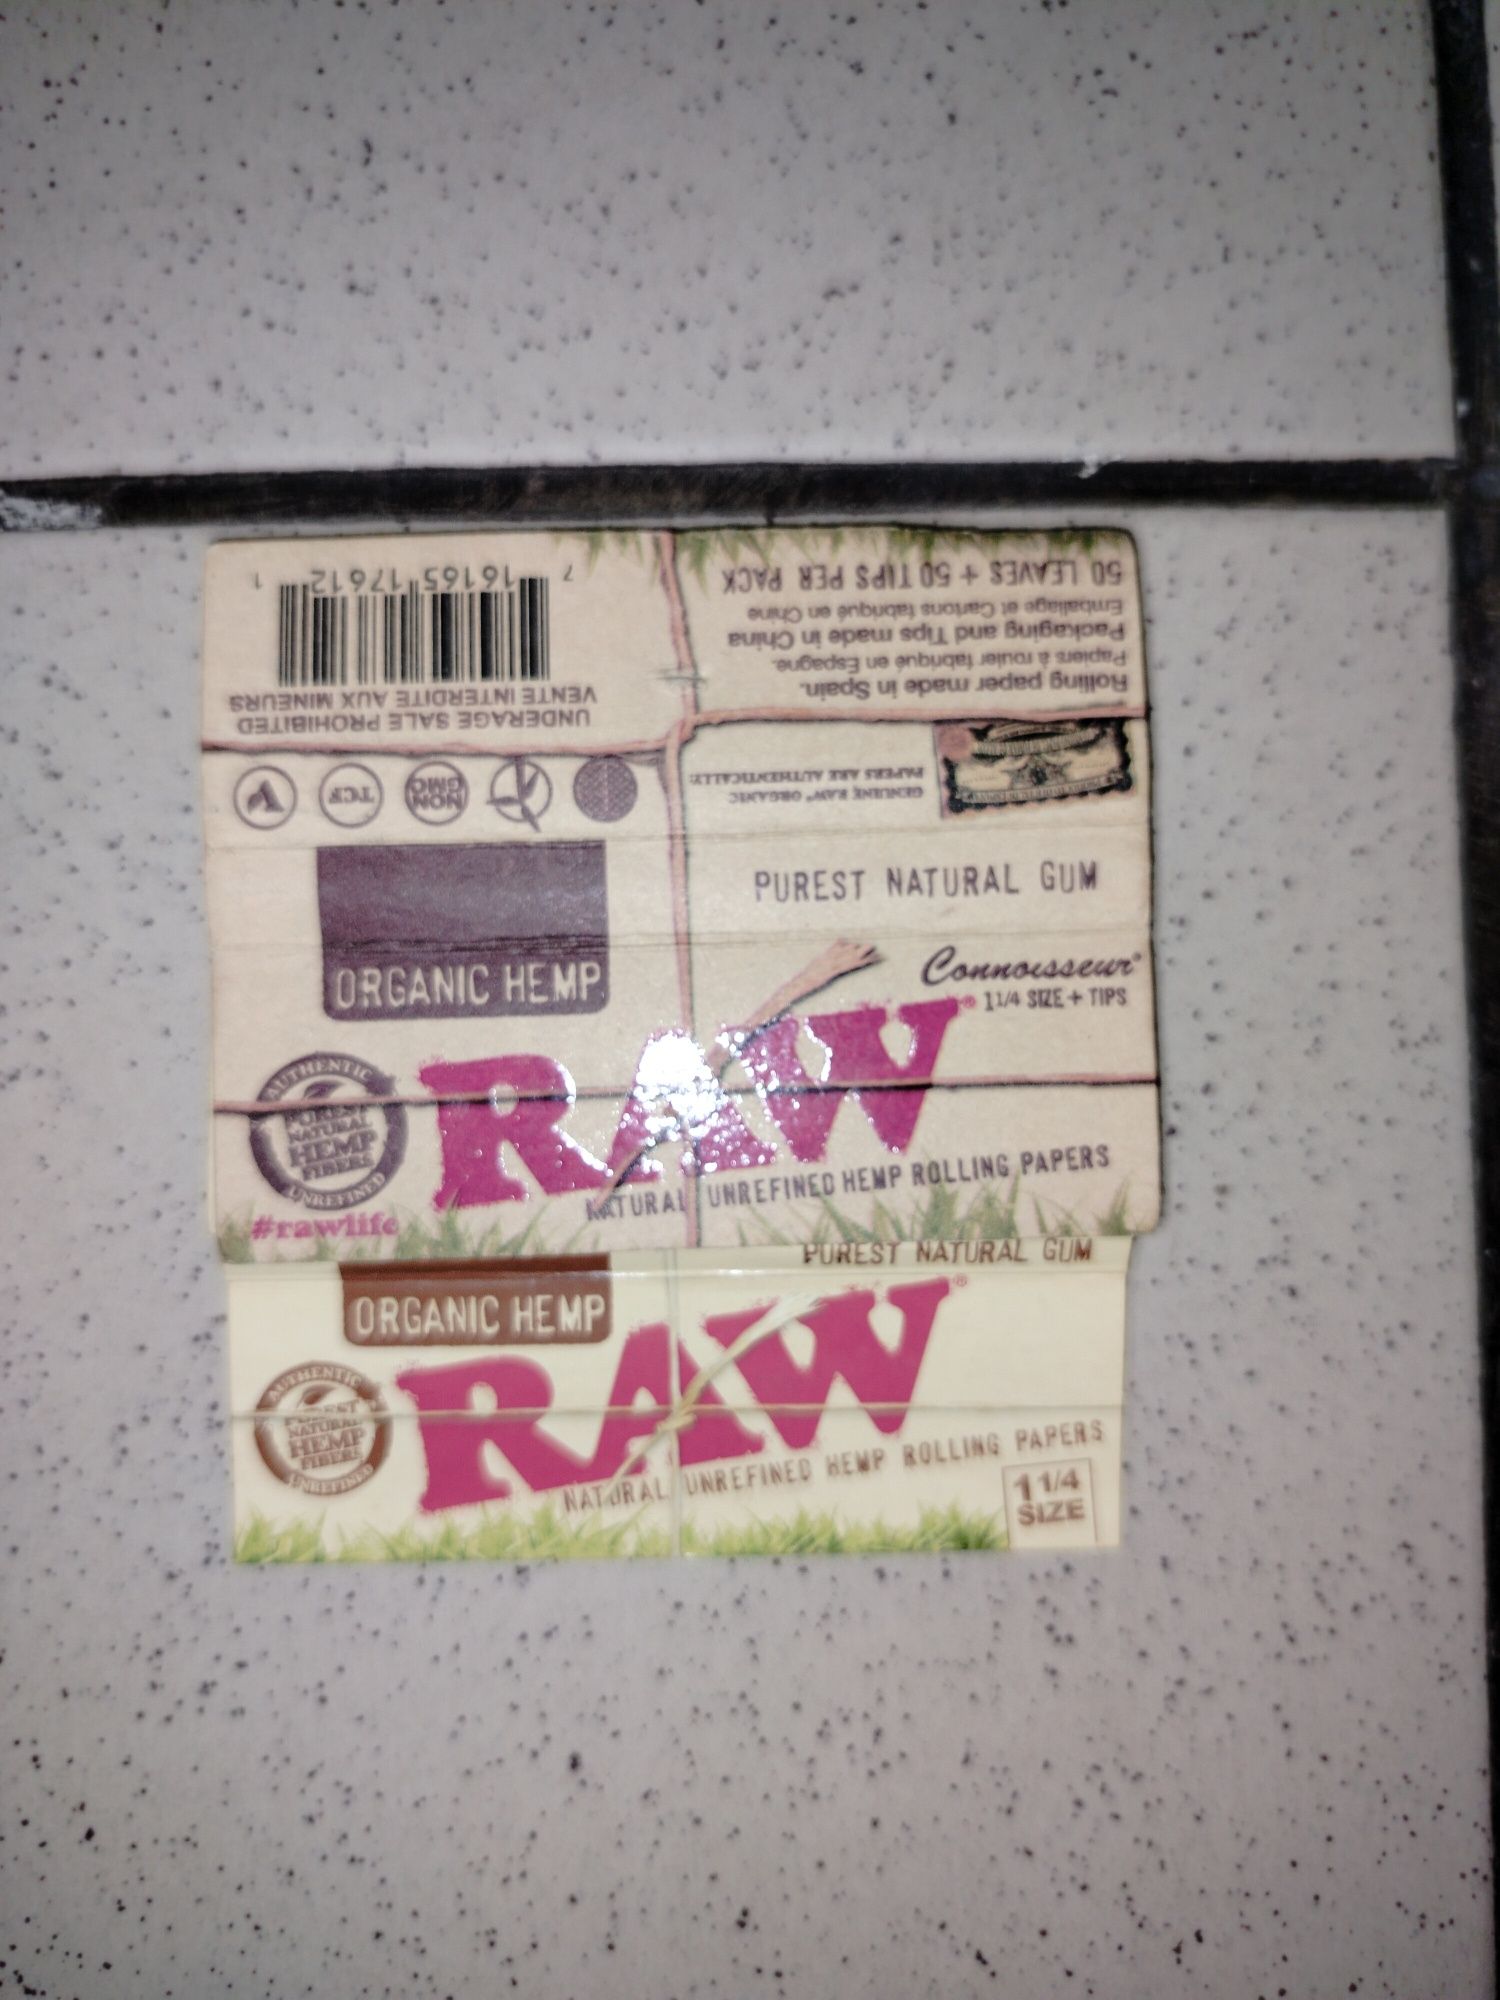 50 LEAVES + 50 TIPS PER PACK
Emballage et Cartons fabriqué en Chine
Packaging and Tips made in China
Papiers à rouler fabriqué en Espagne.
Rolling paper made in Spain.
7 16165 17612 1
VENTE INTERDITE AUX MINEURS
UNDERAGE SALE PROHIBITED
TCF
NON
GMO
GENUINE RAW® ORGANIC
PAPERS ARE AUTHENTICALLY:
PUREST NATURAL GUM
ORGANIC HEMP
Connoisseur®
1 1/4 SIZE + TIPS
RAW®
AUTHENTIC
PUREST
NATURAL
HEMP
FIBERS
UNREFINED
NATURAL UNREFINED HEMP ROLLING PAPERS
#rawlife
PUREST NATURAL GUM
ORGANIC HEMP
RAW®
AUTHENTIC
PUREST
NATURAL
HEMP
FIBERS
UNREFINED
NATURAL UNREFINED HEMP ROLLING PAPERS
1 1/4
SIZE